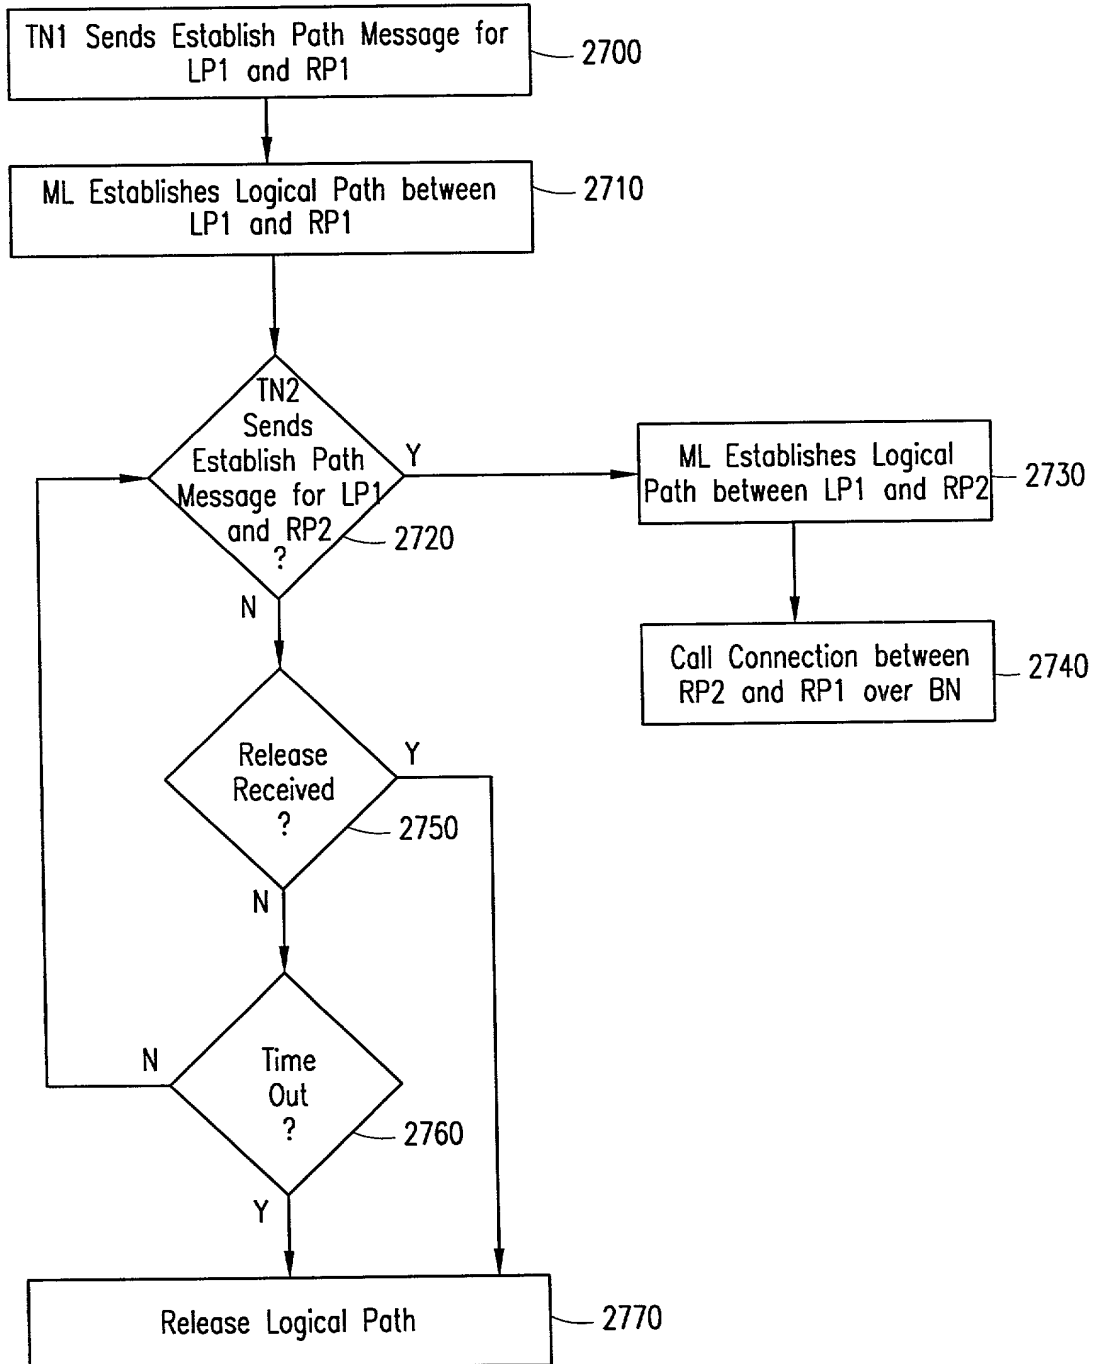 TN1 Sends Establish Path Message for
LP1 and RP1
2700
ML Establishes Logical Path between
LP1 and RP1
2710
TN2
Sends
Establish Path
Message for LP1
and RP2
?
2720
Y
N
ML Establishes Logical
Path between LP1 and RP2
2730
Call Connection between
RP2 and RP1 over BN
2740
Release
Received
?
2750
Y
N
Time
Out
?
2760
N
Y
Release Logical Path
2770